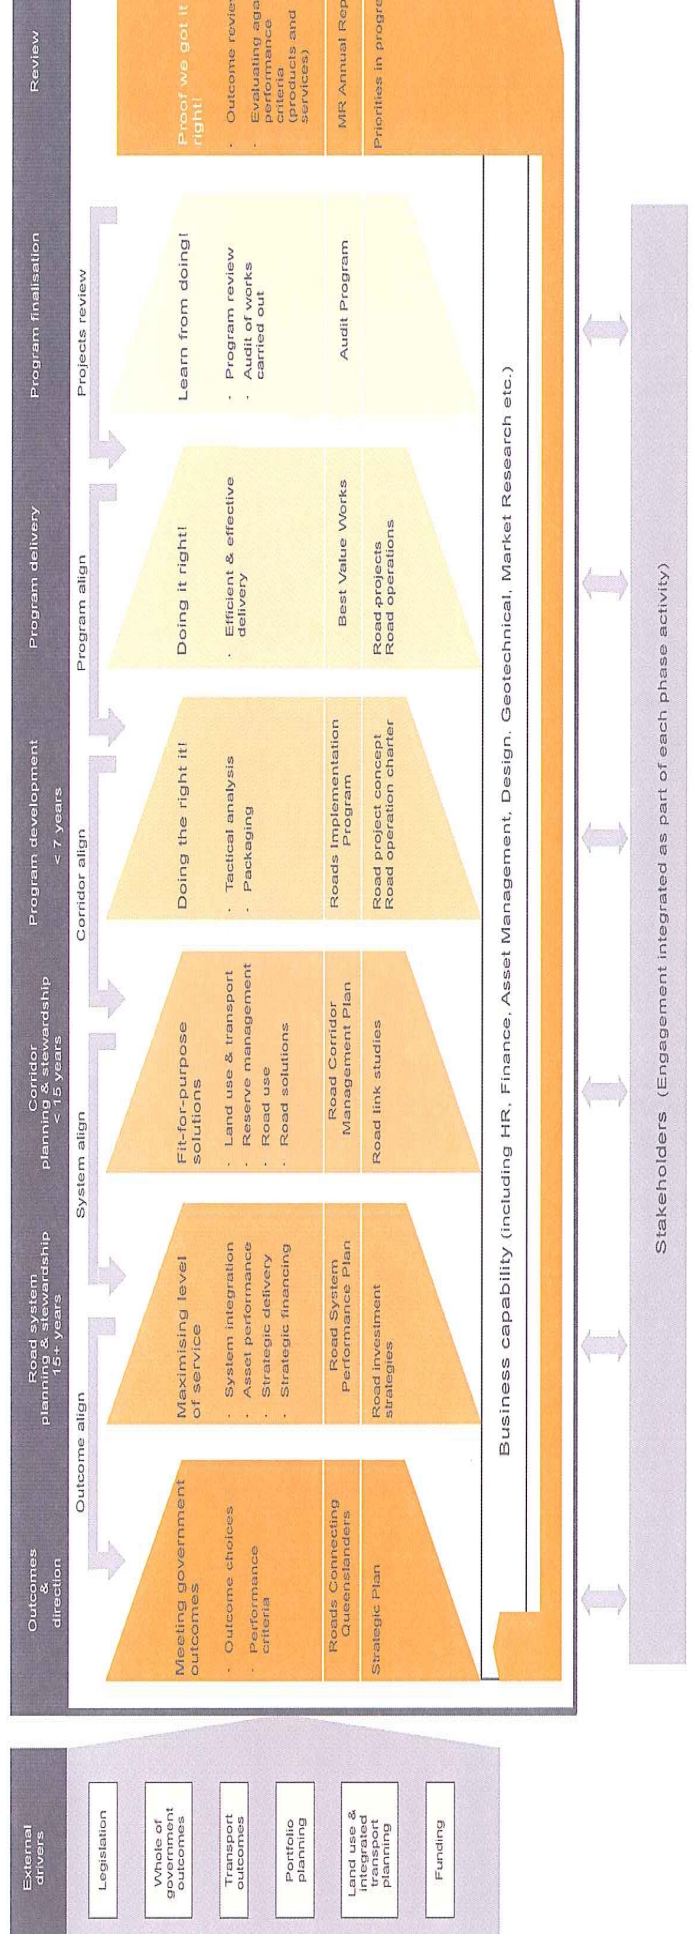 External
drivers
Legislation
Whole of
government
outcomes
Transport
outcomes
Portfolio
planning
Land use &
integrated
transport
planning
Funding
Outcomes
&
direction
Road system
planning & stewardship
15+ years
Corridor
planning & stewardship
< 15 years
Program development
< 7 years
Program delivery
Program finalisation
Review
Outcome align
System align
Corridor align
Program align
Projects review
Meeting government
outcomes
· Outcome choices
· Performance
criteria
Roads Connecting
Queenslanders
Strategic Plan
Maximising level
of service
· System integration
· Asset performance
· Strategic delivery
· Strategic financing
Road System
Performance Plan
Road investment
strategies
Fit-for-purpose
solutions
· Land use & transport
· Reserve management
· Road use
· Road solutions
Road Corridor
Management Plan
Road link studies
Doing the right it!
· Tactical analysis
· Packaging
Roads Implementation
Program
Road project concept
Road operation charter
Doing it right!
· Efficient & effective
delivery
Best Value Works
Road projects
Road operations
Learn from doing!
· Program review
· Audit of works
carried out
Audit Program
Proof we got it
right!
· Outcome review
· Evaluating aga
performance
criteria
(products and
services)
MR Annual Rep
Priorities in progre
Business capability (including HR, Finance, Asset Management, Design, Geotechnical, Market Research etc.)
Stakeholders (Engagement integrated as part of each phase activity)